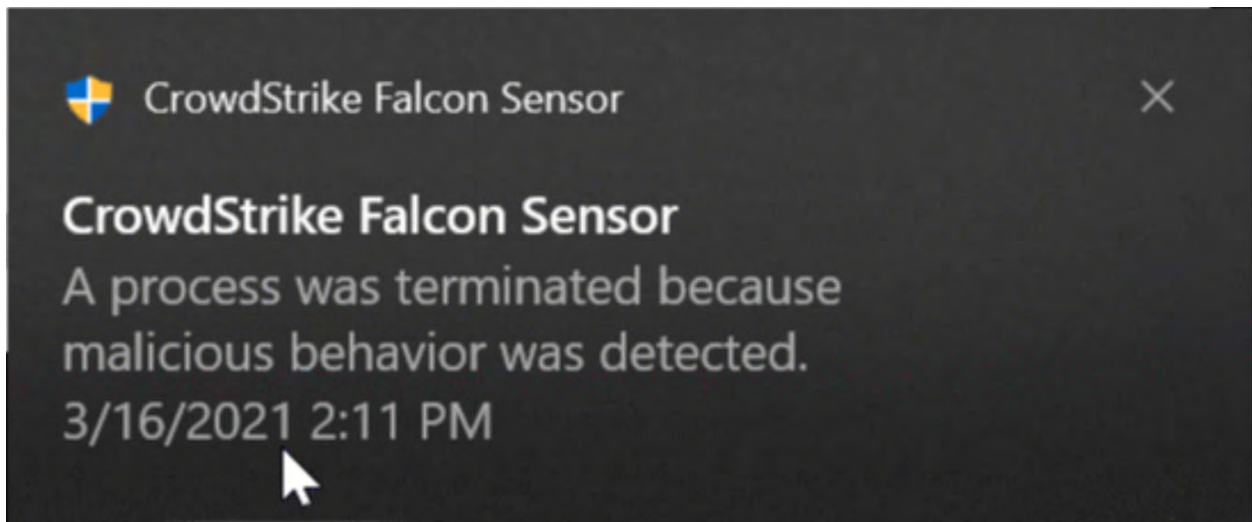 CrowdStrike Falcon Sensor
CrowdStrike Falcon Sensor
A process was terminated because
malicious behavior was detected.
3/16/2021 2:11 PM